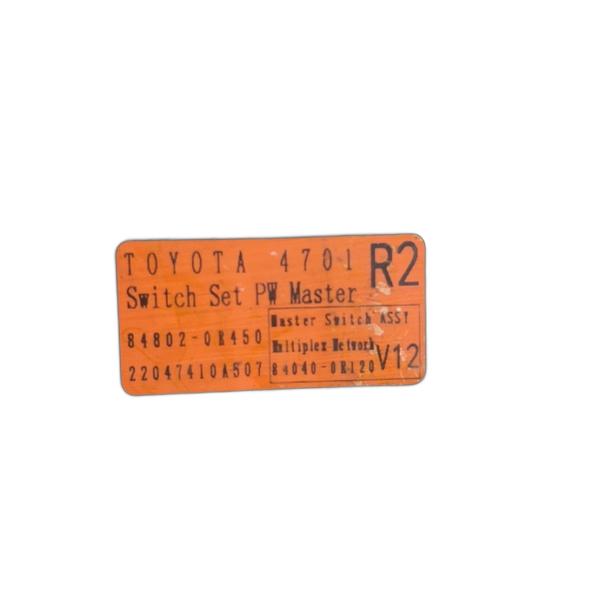 TOYOTA 4701 R2
Switch Set PW Master
Master Switch ASSY
84802-0R450
Multiplex Network V12
22047410A507 84040-0R120